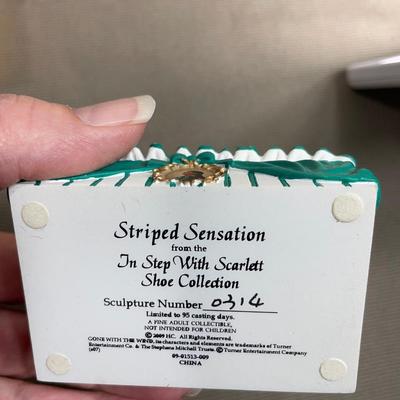 Striped Sensation
from the
In Step With Scarlett
Shoe Collection
Sculpture Number 0314
Limited to 95 casting days.
A FINE ADULT COLLECTIBLE,
NOT INTENDED FOR CHILDREN
© 2009 HC. All Rights Reserved.
GONE WITH THE WIND, its characters and elements are trademarks of Turner
Entertainment Co. & The Stephens Mitchell Trusts. © Turner Entertainment Company
(s07)
09-01513-009
CHINA